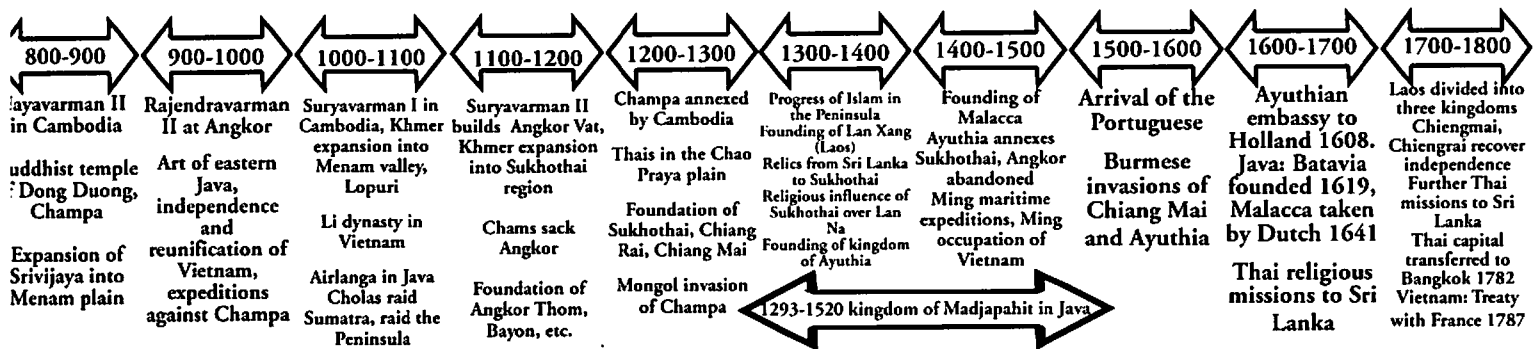 800-900
ayavarman II
in Cambodia
uddhist temple
f Dong Duong,
Champa
Expansion of
Srivijaya into
Menam plain
900-1000
Rajendravarman
II at Angkor
Art of eastern
Java,
independence
and
reunification of
Vietnam,
expeditions
against Champa
1000-1100
Suryavarman I in
Cambodia, Khmer
expansion into
Menam valley,
Lopuri
Li dynasty in
Vietnam
Airlanga in Java
Cholas raid
Sumatra, raid the
Peninsula
1100-1200
Suryavarman II
builds Angkor Vat,
Khmer expansion
into Sukhothai
region
Chams sack
Angkor
Foundation of
Angkor Thom,
Bayon, etc.
1200-1300
Champa annexed
by Cambodia
Thais in the Chao
Praya plain
Foundation of
Sukhothai, Chiang
Rai, Chiang Mai
Mongol invasion
of Champa
1300-1400
Progress of Islam in
the Peninsula
Founding of Lan Xang
(Laos)
Relics from Sri Lanka
to Sukhothai
Religious influence of
Sukhothai over Lan
Na
Founding of kingdom
of Ayuthia
1400-1500
Founding of
Malacca
Ayuthia annexes
Sukhothai, Angkor
abandoned
Ming maritime
expeditions, Ming
occupation of
Vietnam
1293-1520 kingdom of Madjapahit in Java
1500-1600
Arrival of the
Portuguese
Burmese
invasions of
Chiang Mai
and Ayuthia
1600-1700
Ayuthian
embassy to
Holland 1608.
Java: Batavia
founded 1619,
Malacca taken
by Dutch 1641
Thai religious
missions to Sri
Lanka
1700-1800
Laos divided into
three kingdoms
Chiengmai,
Chiengrai recover
independence
Further Thai
missions to Sri
Lanka
Thai capital
transferred to
Bangkok 1782
Vietnam: Treaty
with France 1787